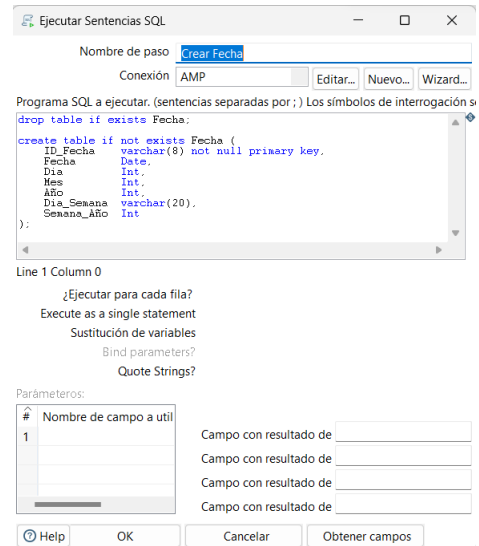 Ejecutar Sentencias SQL
Nombre de paso Crear Fecha
Conexión AMP Editar... Nuevo... Wizard...
Programa SQL a ejecutar. (sentencias separadas por ; ) Los símbolos de interrogación se
drop table if exists Fecha;
create table if not exists Fecha (
ID_Fecha varchar(8) not null primary key,
Fecha Date,
Dia Int,
Mes Int,
Año Int,
Dia_Semana varchar(20),
Semana_Año Int
);
Line 1 Column 0
¿Ejecutar para cada fila?
Execute as a single statement
Sustitución de variables
Bind parameters?
Quote Strings?
Parámeteros:
# Nombre de campo a util
1
Campo con resultado de
Campo con resultado de
Campo con resultado de
Campo con resultado de
Help OK Cancelar Obtener campos